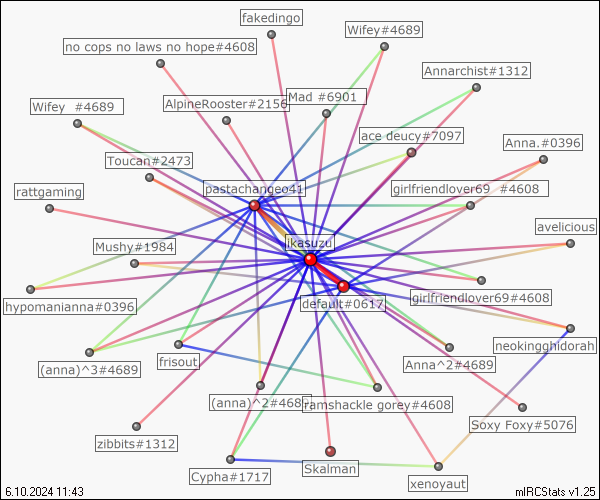 fakedingo
Wifey#4689
no cops no laws no hope#4608
Annarchist#1312
Mad #6901
AlpineRooster#2156
Wifey #4689
ace deucy#7097
Anna.#0396
Toucan#2473
pastachangeo41
girlfriendlover69 #4608
rattgaming
avelicious
ikasuzu
Mushy#1984
default#0617
girlfriendlover69#4608
hypomanianna#0396
neokingghidorah
frisout
Anna^2#4689
(anna)^3#4689
(anna)^2#468
ramshackle gorey#4608
Soxy Foxy#5076
zibbits#1312
Skalman
Cypha#1717
xenoyaut
6.10.2024 11:43
mIRCStats v1.25